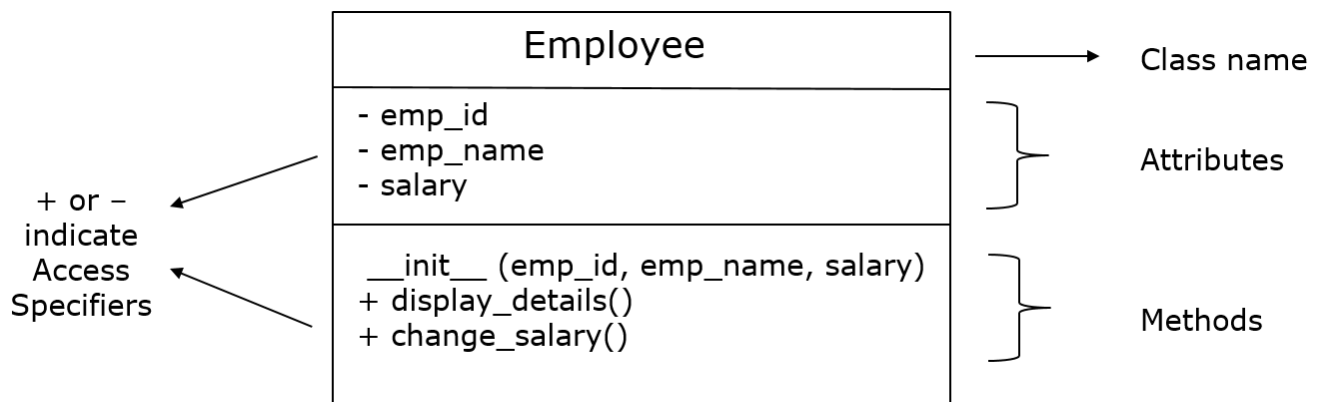 Employee
Class name
- emp_id
- emp_name
- salary
Attributes
+ or –
indicate
Access
Specifiers
__init__ (emp_id, emp_name, salary)
+ display_details()
+ change_salary()
Methods